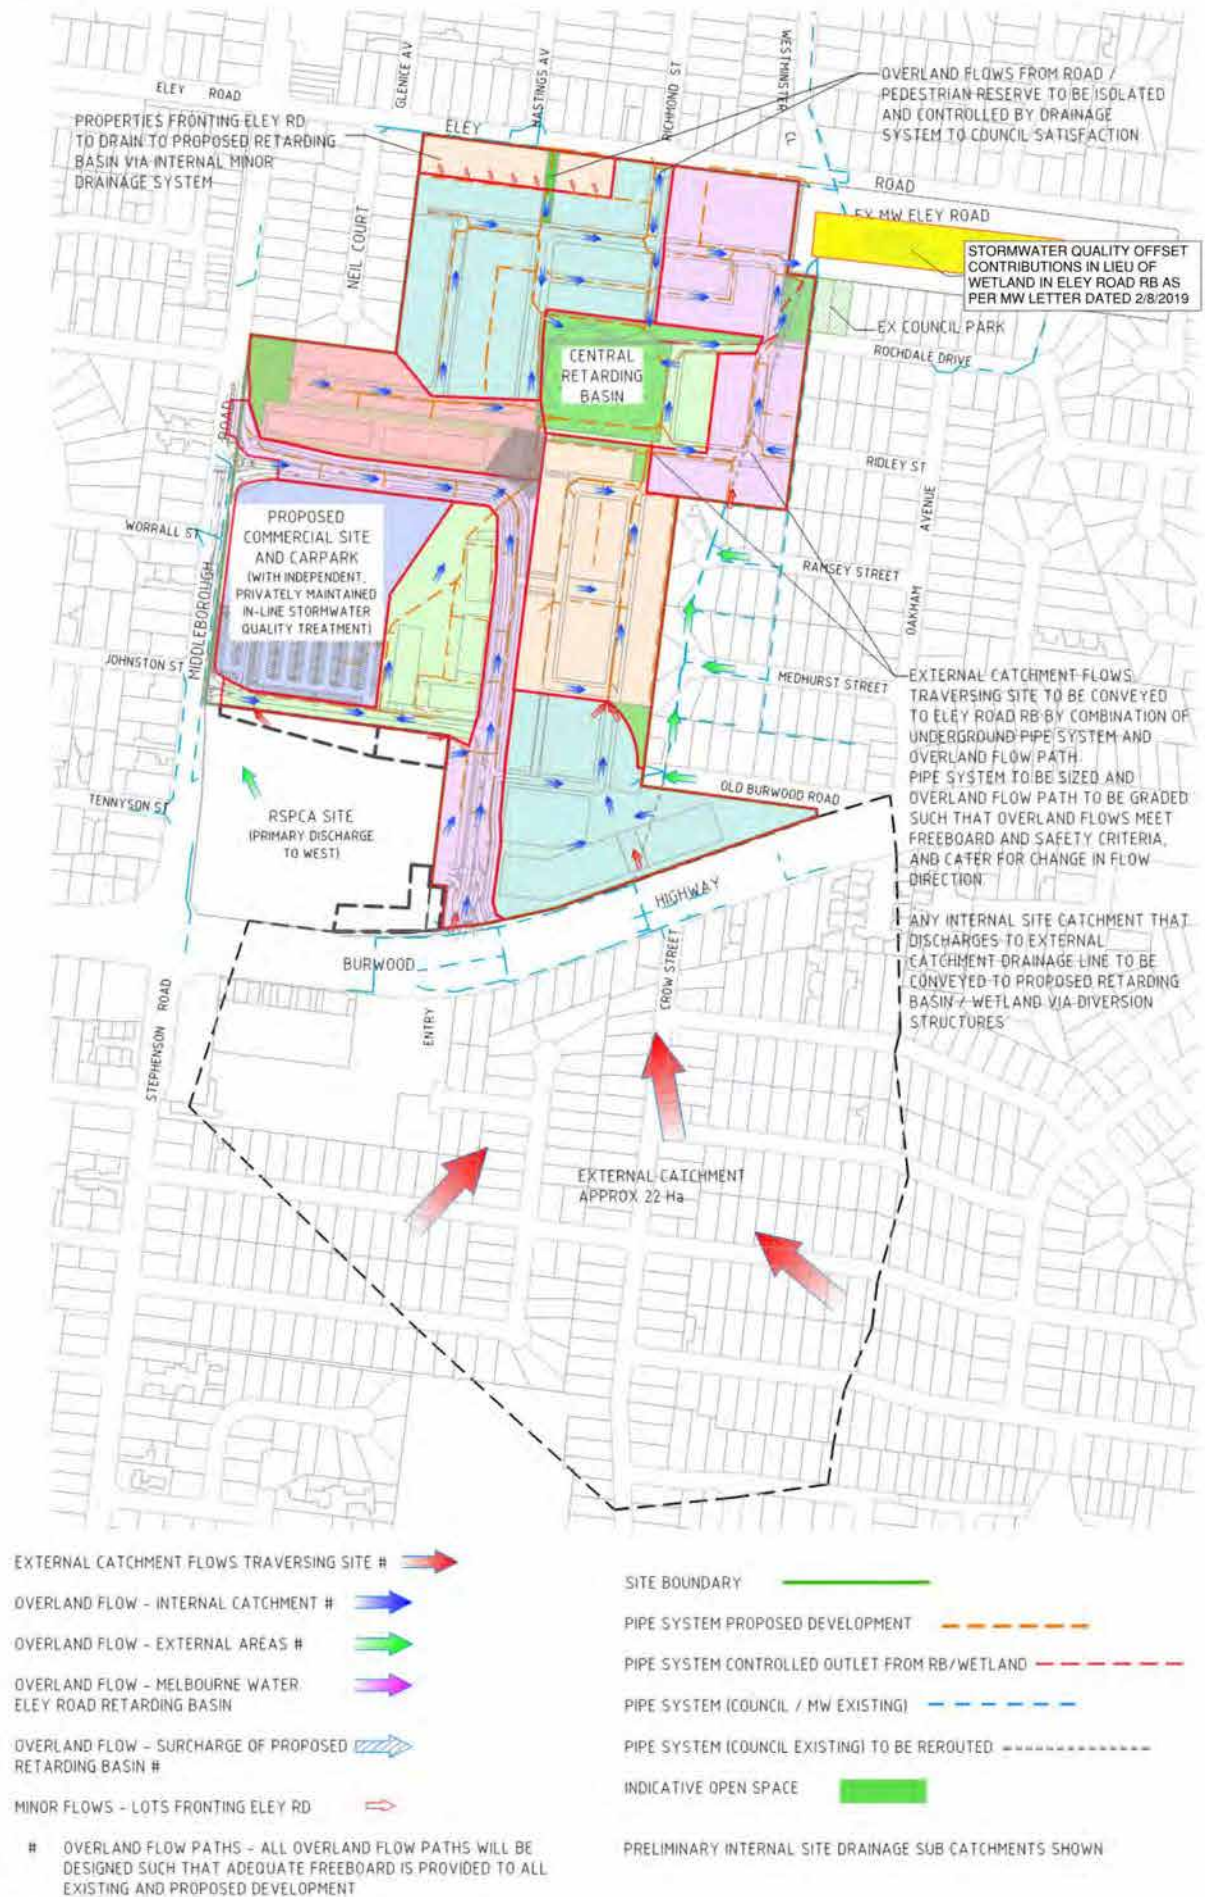 ELEY ROAD
GLENICE AV
HASTINGS AV
RICHMOND ST
WESTMINSTER CL
OVERLAND FLOWS FROM ROAD /
PEDESTRIAN RESERVE TO BE ISOLATED
AND CONTROLLED BY DRAINAGE
SYSTEM TO COUNCIL SATISFACTION
PROPERTIES FRONTING ELEY RD
TO DRAIN TO PROPOSED RETARDING
BASIN VIA INTERNAL MINOR
DRAINAGE SYSTEM
ELEY
ROAD
EX MW ELEY ROAD
NEIL COURT
STORMWATER QUALITY OFFSET
CONTRIBUTIONS IN LIEU OF
WETLAND IN ELEY ROAD RB AS
PER MW LETTER DATED 2/8/2019
EX COUNCIL PARK
ROCHDALE DRIVE
CENTRAL
RETARDING
BASIN
RIDLEY ST
MIDDLEBOROUGH ROAD
WORRALL ST
PROPOSED
COMMERCIAL SITE
AND CARPARK
(WITH INDEPENDENT,
PRIVATELY MAINTAINED
IN-LINE STORMWATER
QUALITY TREATMENT)
RAMSEY STREET
OAKHAM AVENUE
JOHNSTON ST
MEDHURST STREET
EXTERNAL CATCHMENT FLOWS
TRAVERSING SITE TO BE CONVEYED
TO ELEY ROAD RB BY COMBINATION OF
UNDERGROUND PIPE SYSTEM AND
OVERLAND FLOW PATH.
PIPE SYSTEM TO BE SIZED AND
OVERLAND FLOW PATH TO BE GRADED
SUCH THAT OVERLAND FLOWS MEET
FREEBOARD AND SAFETY CRITERIA,
AND CATER FOR CHANGE IN FLOW
DIRECTION
TENNYSON ST
RSPCA SITE
(PRIMARY DISCHARGE
TO WEST)
OLD BURWOOD ROAD
HIGHWAY
BURWOOD
ANY INTERNAL SITE CATCHMENT THAT
DISCHARGES TO EXTERNAL
CATCHMENT DRAINAGE LINE TO BE
CONVEYED TO PROPOSED RETARDING
BASIN / WETLAND VIA DIVERSION
STRUCTURES
STEPHENSON ROAD
ENTRY
CROW STREET
EXTERNAL CATCHMENT
APPROX 22 Ha
EXTERNAL CATCHMENT FLOWS TRAVERSING SITE #
OVERLAND FLOW - INTERNAL CATCHMENT #
OVERLAND FLOW - EXTERNAL AREAS #
OVERLAND FLOW - MELBOURNE WATER
ELEY ROAD RETARDING BASIN
OVERLAND FLOW - SURCHARGE OF PROPOSED
RETARDING BASIN #
MINOR FLOWS - LOTS FRONTING ELEY RD
# OVERLAND FLOW PATHS - ALL OVERLAND FLOW PATHS WILL BE
DESIGNED SUCH THAT ADEQUATE FREEBOARD IS PROVIDED TO ALL
EXISTING AND PROPOSED DEVELOPMENT
SITE BOUNDARY
PIPE SYSTEM PROPOSED DEVELOPMENT
PIPE SYSTEM CONTROLLED OUTLET FROM RB/WETLAND
PIPE SYSTEM (COUNCIL / MW EXISTING)
PIPE SYSTEM (COUNCIL EXISTING) TO BE REROUTED
INDICATIVE OPEN SPACE
PRELIMINARY INTERNAL SITE DRAINAGE SUB CATCHMENTS SHOWN